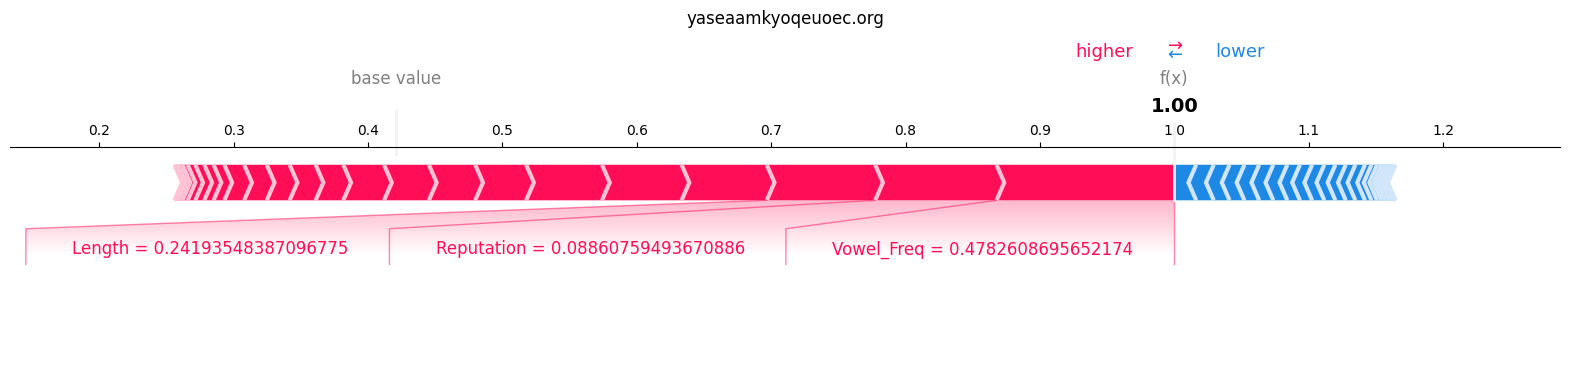 yaseaamkyoqeuoec.org
higher ⇄ lower
base value f(x)
1.00
0.2 0.3 0.4 0.5 0.6 0.7 0.8 0.9 1.0 1.1 1.2
Length = 0.24193548387096775 Reputation = 0.08860759493670886 Vowel_Freq = 0.4782608695652174